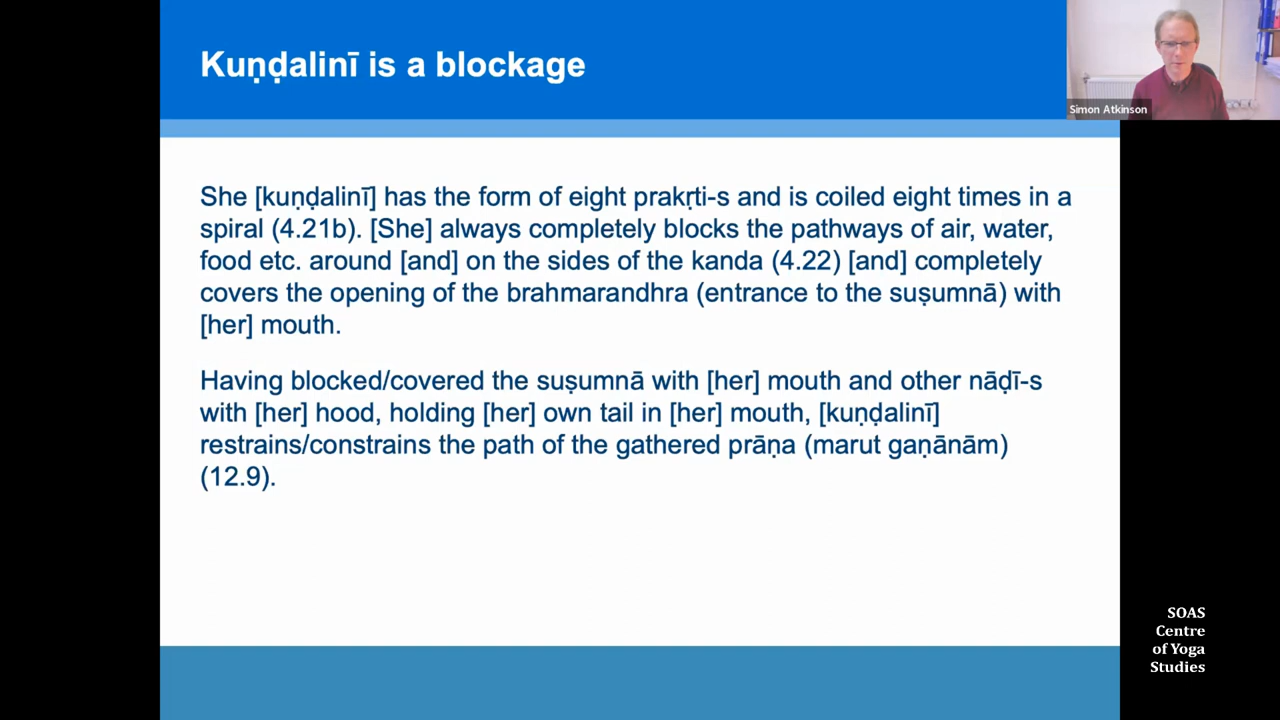 Kuṇḍalinī is a blockage
Simon Atkinson
She [kuṇḍalinī] has the form of eight prakṛti-s and is coiled eight times in a
spiral (4.21b). [She] always completely blocks the pathways of air, water,
food etc. around [and] on the sides of the kanda (4.22) [and] completely
covers the opening of the brahmarandhra (entrance to the suṣumnā) with
[her] mouth.
Having blocked/covered the suṣumnā with [her] mouth and other nāḍī-s
with [her] hood, holding [her] own tail in [her] mouth, [kuṇḍalinī]
restrains/constrains the path of the gathered prāṇa (marut gaṇānām)
(12.9).
SOAS
Centre
of Yoga
Studies